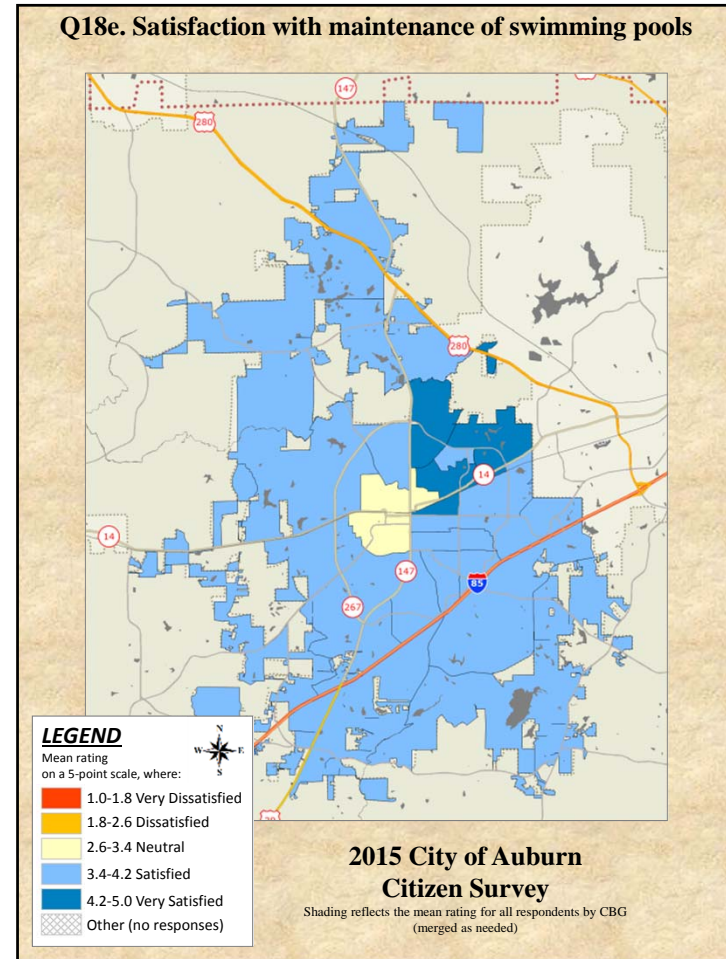 Q18e. Satisfaction with maintenance of swimming pools
147
280
280
14
14
147
85
267
LEGEND
Mean rating
on a 5-point scale, where:
N
W E
S
1.0-1.8 Very Dissatisfied
1.8-2.6 Dissatisfied
2.6-3.4 Neutral
3.4-4.2 Satisfied
4.2-5.0 Very Satisfied
Other (no responses)
2015 City of Auburn
Citizen Survey
Shading reflects the mean rating for all respondents by CBG
(merged as needed)